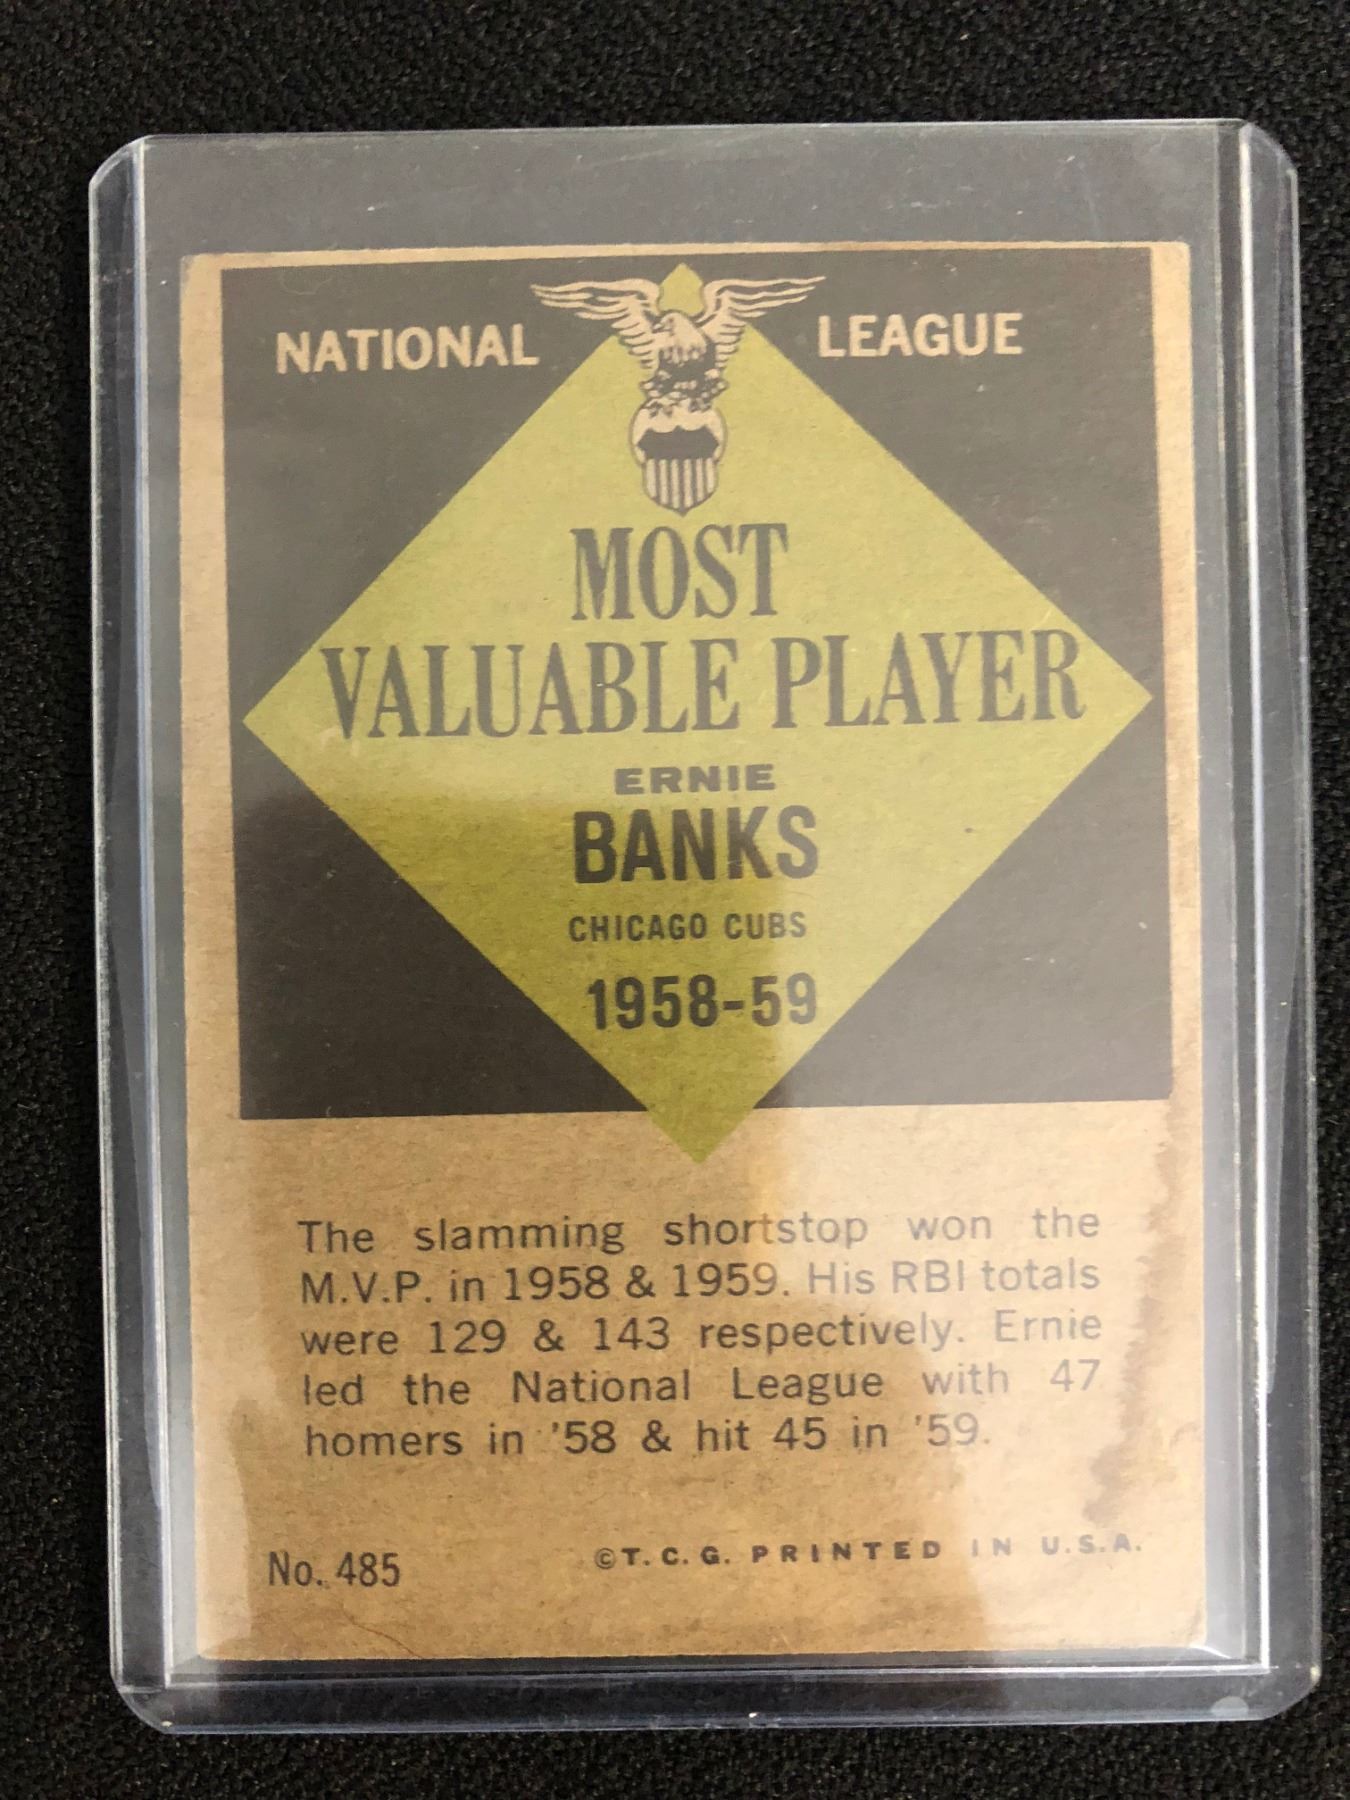 NATIONAL LEAGUE
MOST
VALUABLE PLAYER
ERNIE
BANKS
CHICAGO CUBS
1958-59
The slamming shortstop won the
M.V.P. in 1958 & 1959. His RBI totals
were 129 & 143 respectively. Ernie
led the National League with 47
homers in '58 & hit 45 in '59.
No. 485 ©T.C.G. PRINTED IN U.S.A.